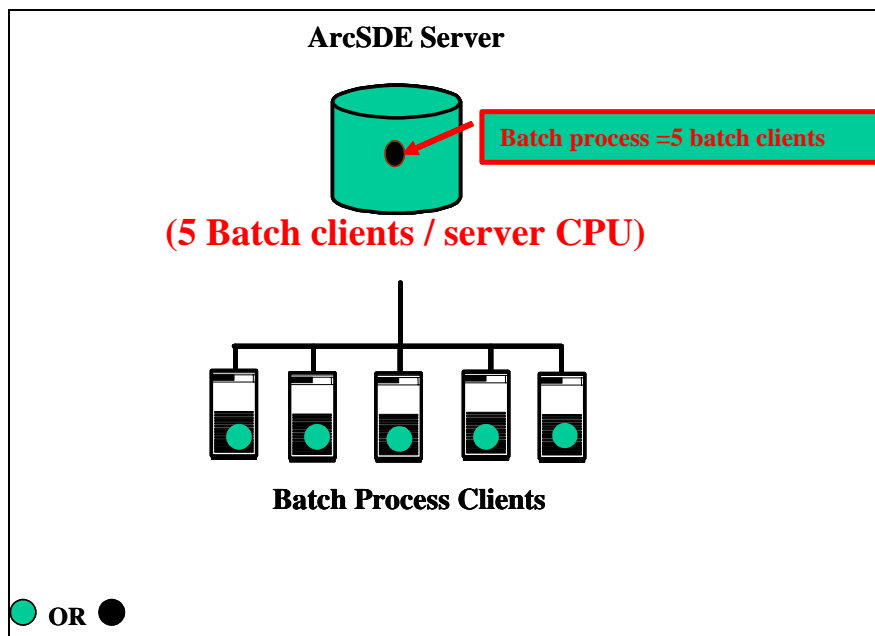 ArcSDE Server
Batch process =5 batch clients
(5 Batch clients / server CPU)
Batch Process Clients
OR